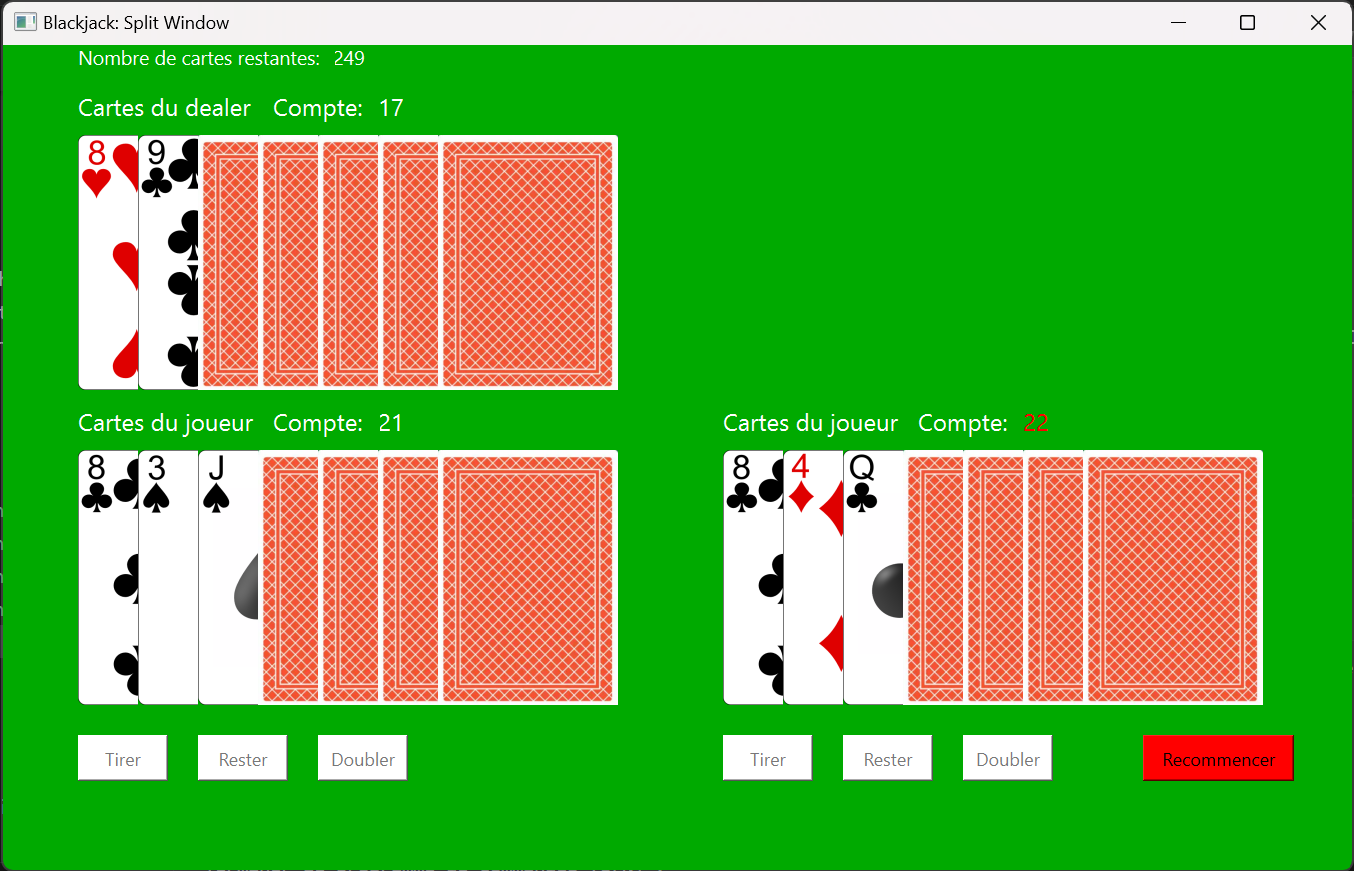 Blackjack: Split Window
Nombre de cartes restantes: 249
Cartes du dealer Compte: 17
8 9
Cartes du joueur Compte: 21
8 3 J
Cartes du joueur Compte: 22
8 4 Q
Tirer Rester Doubler
Tirer Rester Doubler Recommencer